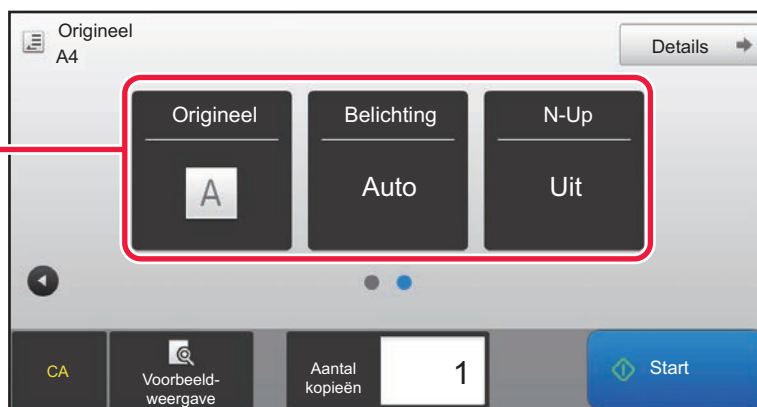 Origineel
A4
Details
Origineel
Belichting
N-Up
A
Auto
Uit
CA
Voorbeeld-
weergave
Aantal
kopieën
1
Start